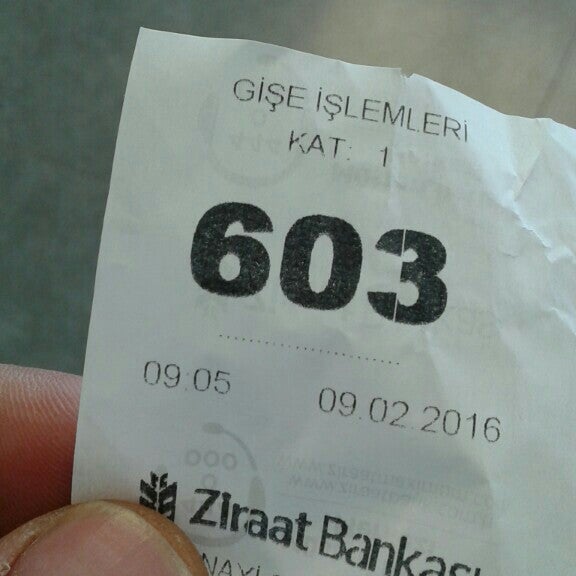 GİŞE İŞLEMLERİ
KAT: 1
603
09:05 09.02.2016
Ziraat Bankası